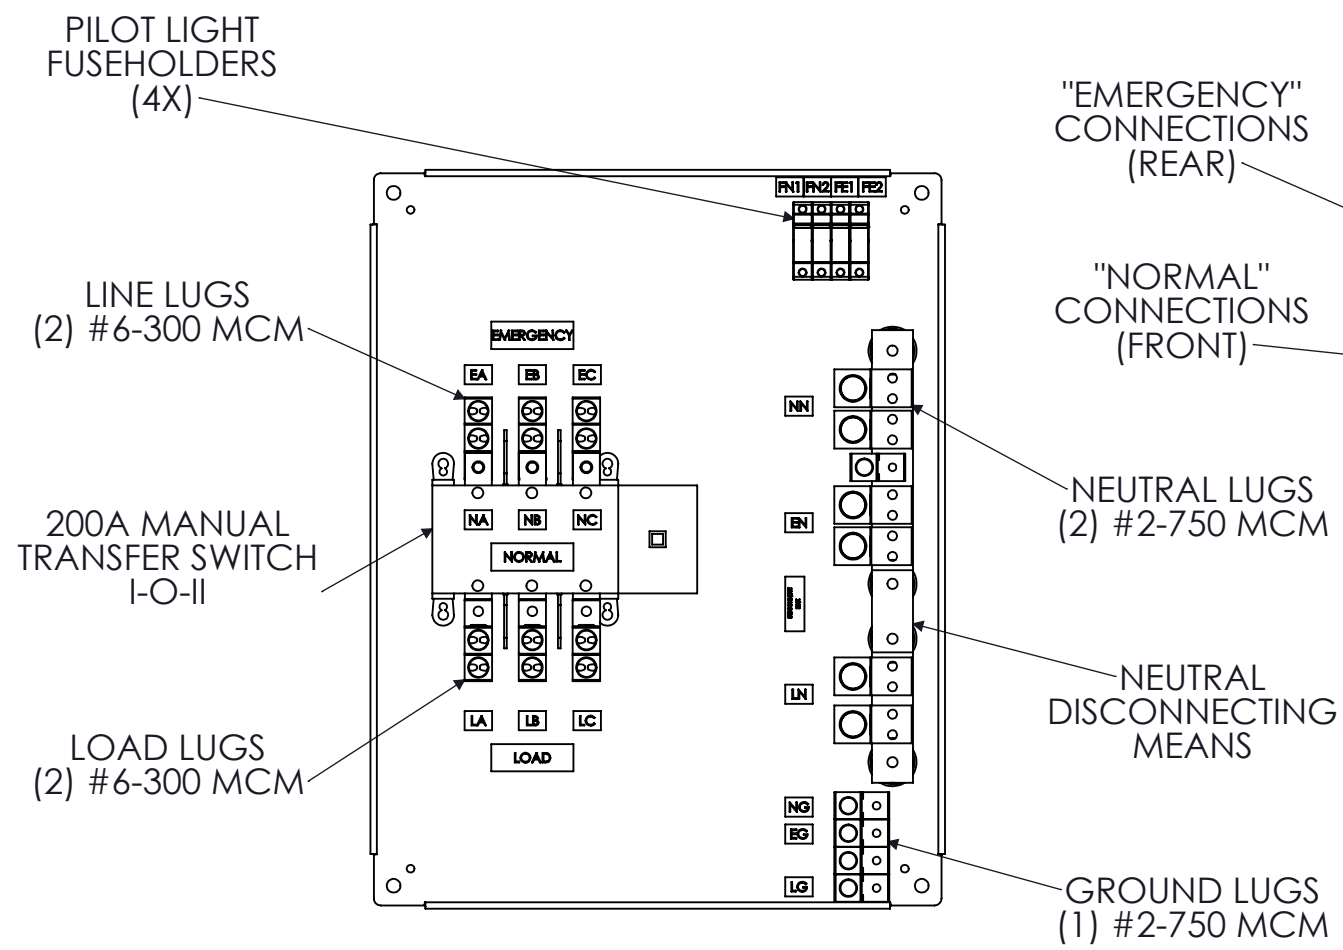 PILOT LIGHT
FUSEHOLDERS
(4X)
"EMERGENCY"
CONNECTIONS
(REAR)
FN1 FN2 FE1 FE2
LINE LUGS
(2) #6-300 MCM
"NORMAL"
CONNECTIONS
(FRONT)
EMERGENCY
EA EB EC
NN
NEUTRAL LUGS
(2) #2-750 MCM
200A MANUAL
TRANSFER SWITCH
I-O-II
NA NB NC
NORMAL
EN
LN
NEUTRAL
DISCONNECTING
MEANS
LA LB LC
LOAD
LOAD LUGS
(2) #6-300 MCM
NG
EG
LG
GROUND LUGS
(1) #2-750 MCM